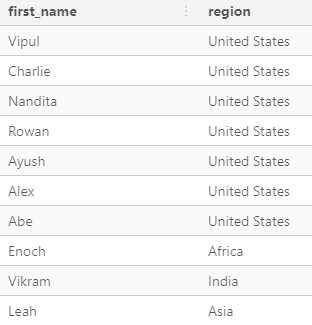 first_name region
Vipul United States
Charlie United States
Nandita United States
Rowan United States
Ayush United States
Alex United States
Abe United States
Enoch Africa
Vikram India
Leah Asia